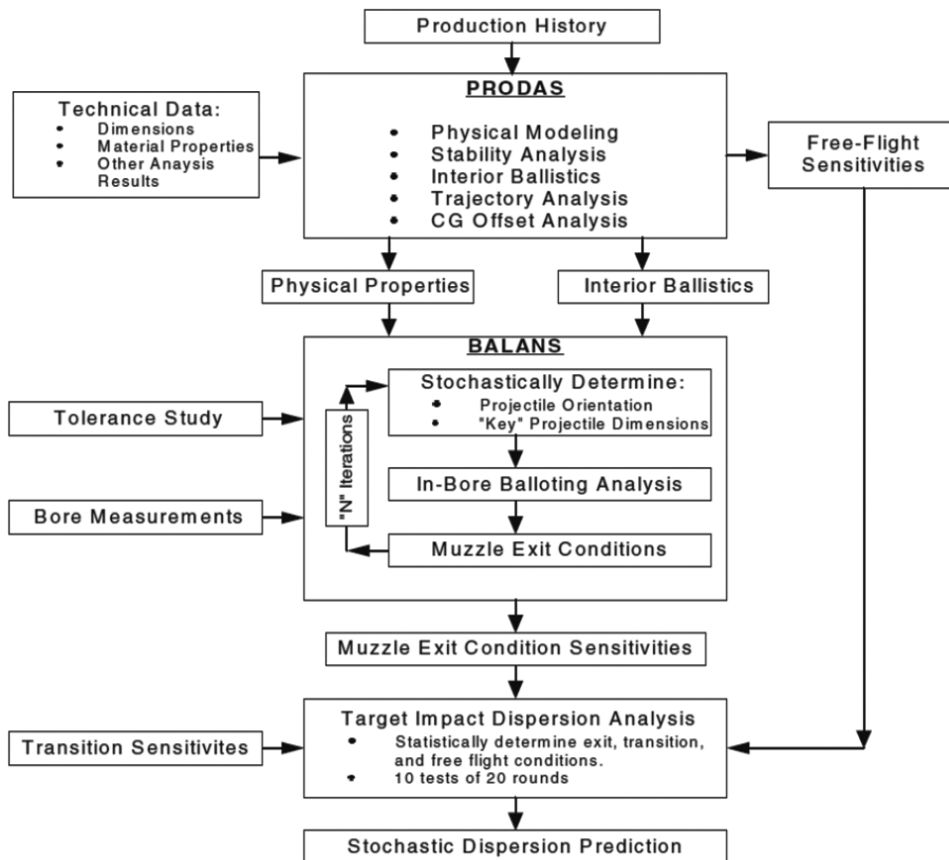 Production History
PRODAS
• Physical Modeling
• Stability Analysis
• Interior Ballistics
• Trajectory Analysis
• CG Offset Analysis
Technical Data:
• Dimensions
• Material Properties
• Other Anaysis
Results
Free-Flight
Sensitivities
Physical Properties
Interior Ballistics
BALANS
Stochastically Determine:
• Projectile Orientation
• "Key" Projectile Dimensions
"N" Iterations
In-Bore Balloting Analysis
Muzzle Exit Conditions
Tolerance Study
Bore Measurements
Muzzle Exit Condition Sensitivities
Target Impact Dispersion Analysis
• Statistically determine exit, transition,
and free flight conditions.
• 10 tests of 20 rounds
Transition Sensitivites
Stochastic Dispersion Prediction